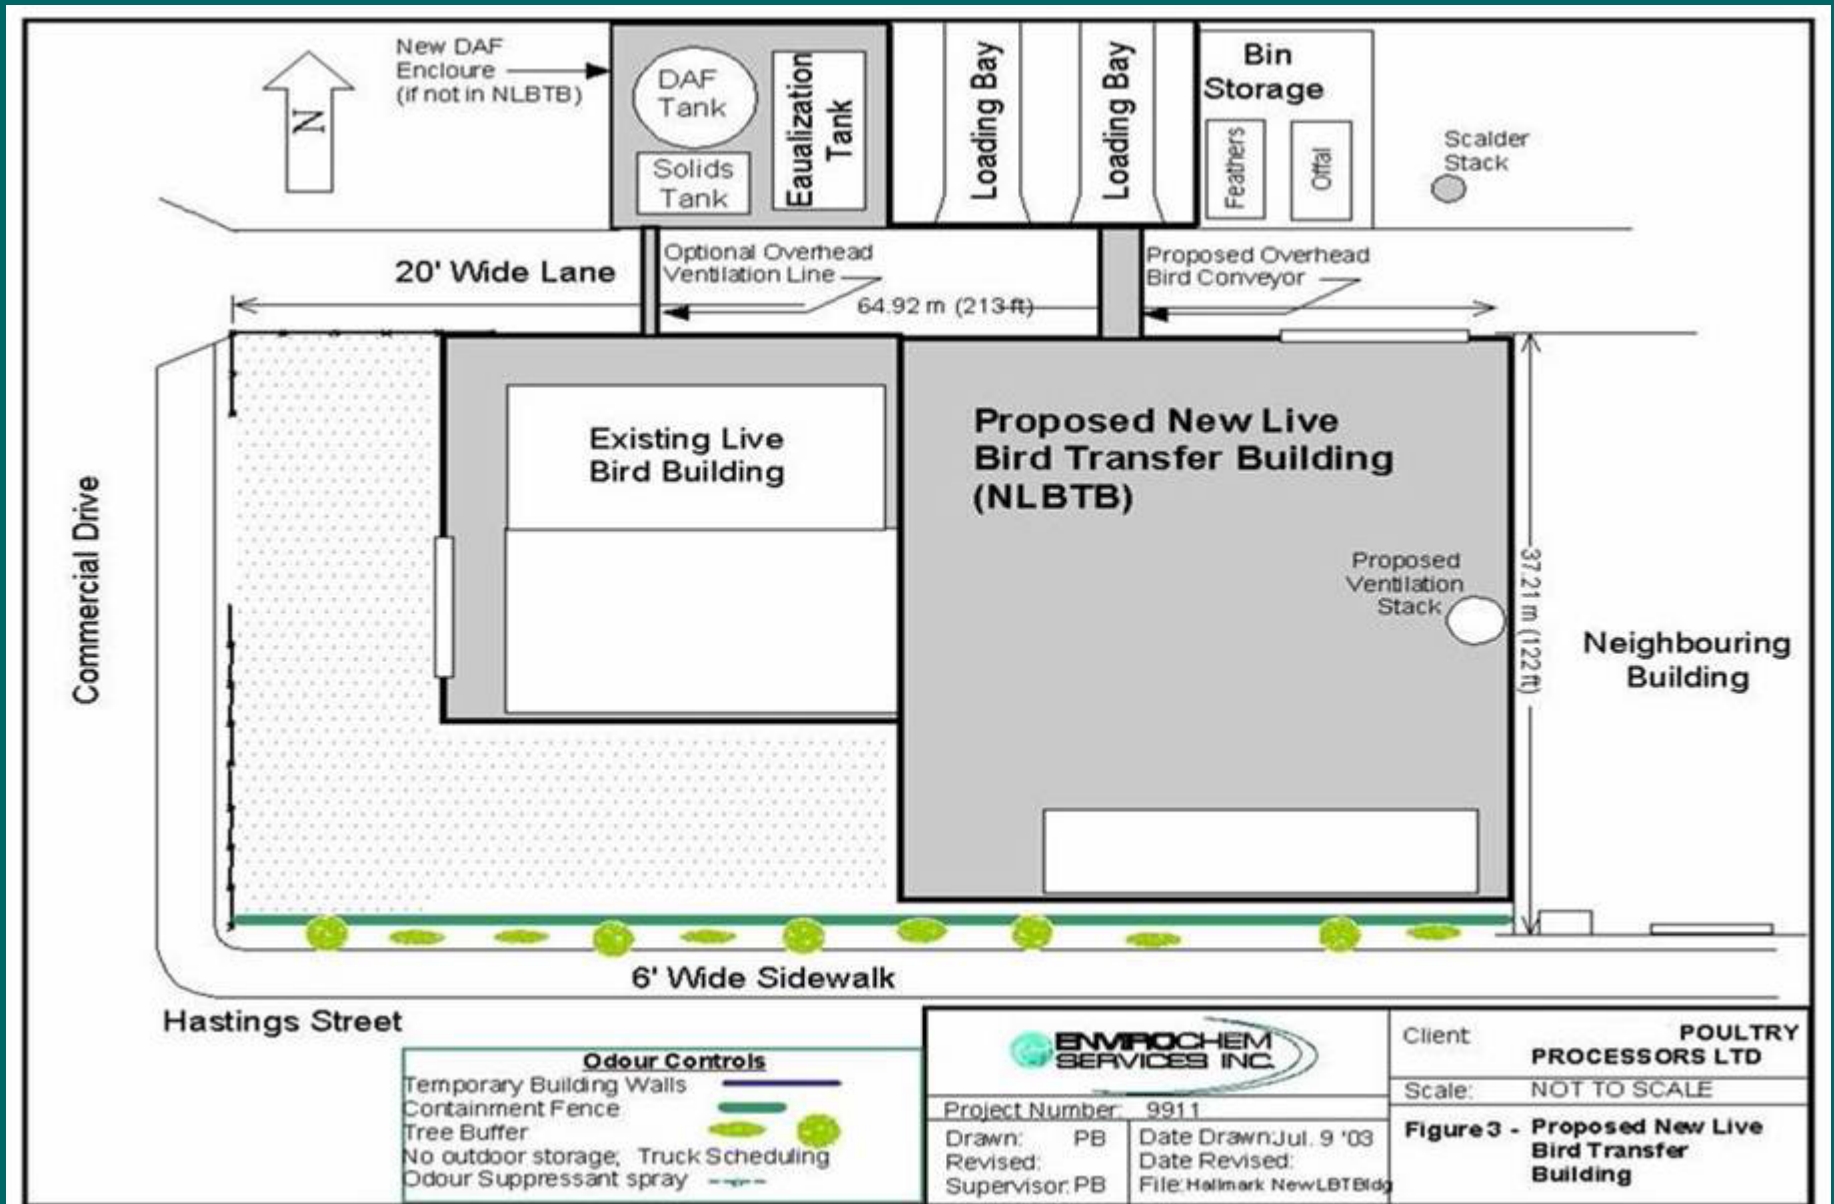 New DAF
Encloure
(if not in NLBTB)
N
DAF
Tank
Solids
Tank
Eaualization
Tank
Loading Bay
Loading Bay
Bin
Storage
Feathers
Offal
Scalder
Stack
20' Wide Lane
Optional Overhead
Ventilation Line
64.92 m (213 ft)
Proposed Overhead
Bird Conveyor
Existing Live
Bird Building
Proposed New Live
Bird Transfer Building
(NLBTB)
Proposed
Ventilation
Stack
37.21 m (122 ft)
Neighbouring
Building
Commercial Drive
6' Wide Sidewalk
Hastings Street
Odour Controls
Temporary Building Walls
Containment Fence
Tree Buffer
No outdoor storage; Truck Scheduling
Odour Suppressant spray
ENVIROCHEM
SERVICES INC.
Project Number: 9911
Drawn: PB
Revised:
Supervisor: PB
Date Drawn: Jul. 9 '03
Date Revised:
File: Hallmark NewLBTBldg
Client POULTRY
PROCESSORS LTD
Scale: NOT TO SCALE
Figure 3 - Proposed New Live
Bird Transfer
Building